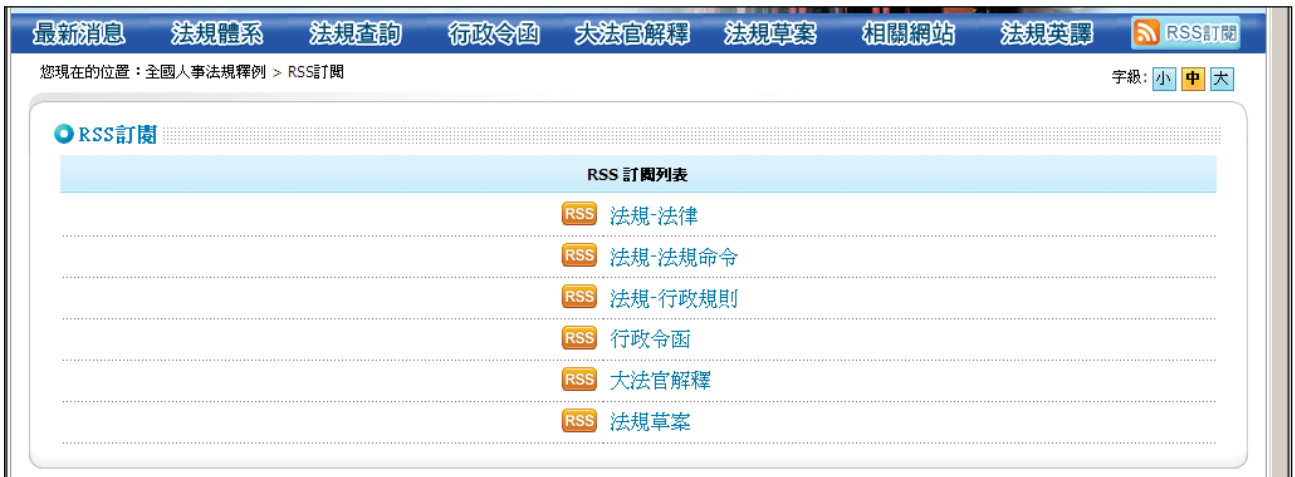 最新消息 法規體系 法規查詢 行政令函 大法官解釋 法規草案 相關網站 法規英譯 RSS訂閱
您現在的位置：全國人事法規釋例 > RSS訂閱 字級: 小 中 大
RSS訂閱
RSS 訂閱列表
RSS 法規-法律
RSS 法規-法規命令
RSS 法規-行政規則
RSS 行政令函
RSS 大法官解釋
RSS 法規草案